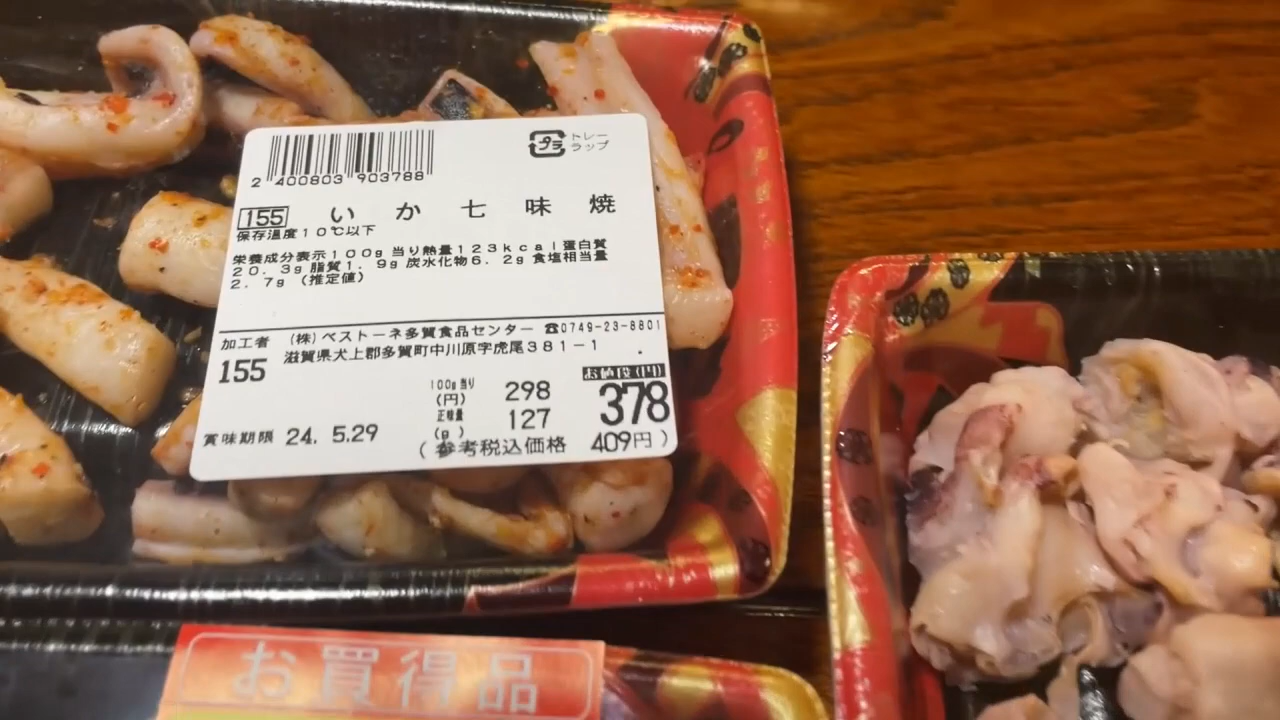 トレー
ラップ
プラ
2 400803 903788
155 いか七味焼
保存温度10℃以下
栄養成分表示100g当り熱量123kcal蛋白質
20.3g脂質1.9g炭水化物6.2g食塩相当量
2.7g(推定値)
加工者 (株)ベストーネ多賀食品センター ☎0749-23-8801
滋賀県犬上郡多賀町中川原字虎尾381-1
155
100g当り(円) 298
正味量(g) 127
お値段(円)
378
賞味期限 24.5.29
(参考税込価格 409円)
お買得品